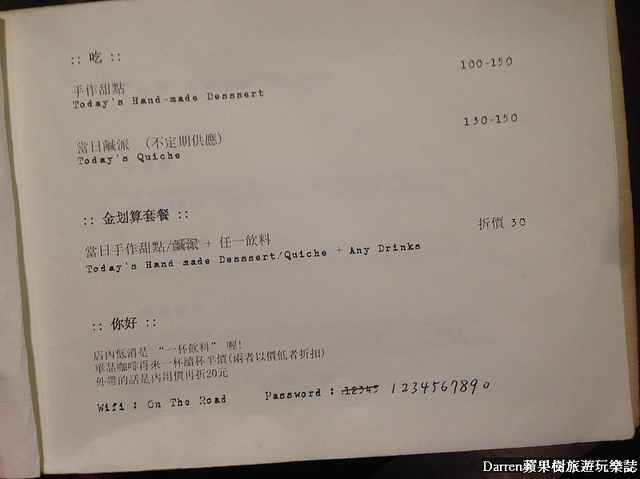 :: 吃 ::
手作甜點 100-150
Today's Hand-made Desssert
當日鹹派 (不定期供應) 130-150
Today's Quiche
:: 金划算套餐 ::
當日手作甜點/鹹派 + 任一飲料 折價 30
Today's Hand-made Desssert/Quiche + Any Drinks
:: 你好 ::
店內低消是 “一杯飲料” 喔!
單品咖啡再來一杯續杯半價(兩者以價低者折扣)
外帶的話是內用價再折20元
Wifi : On The Road Password : 12345 1234567890
Darren蘋果樹旅遊玩樂誌